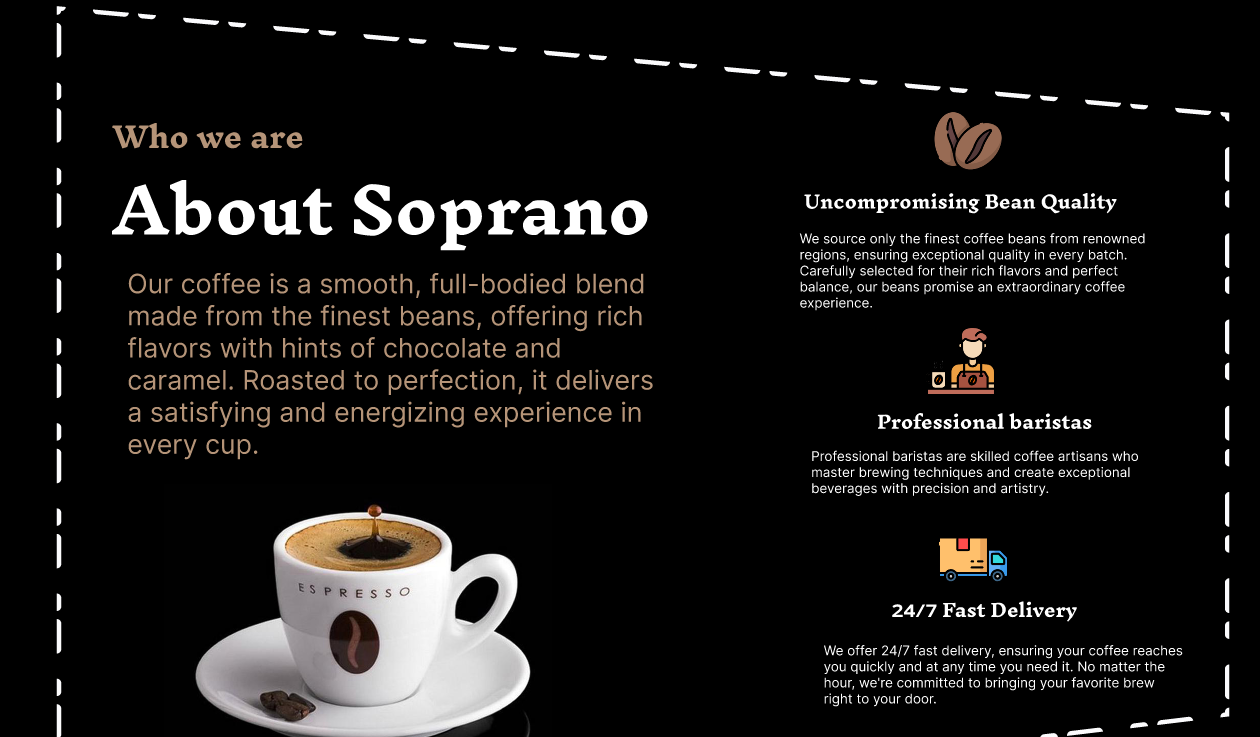 Who we are
About Soprano
Our coffee is a smooth, full-bodied blend
made from the finest beans, offering rich
flavors with hints of chocolate and
caramel. Roasted to perfection, it delivers
a satisfying and energizing experience in
every cup.
ESPRESSO
Uncompromising Bean Quality
We source only the finest coffee beans from renowned
regions, ensuring exceptional quality in every batch.
Carefully selected for their rich flavors and perfect
balance, our beans promise an extraordinary coffee
experience.
Professional baristas
Professional baristas are skilled coffee artisans who
master brewing techniques and create exceptional
beverages with precision and artistry.
24/7 Fast Delivery
We offer 24/7 fast delivery, ensuring your coffee reaches
you quickly and at any time you need it. No matter the
hour, we're committed to bringing your favorite brew
right to your door.